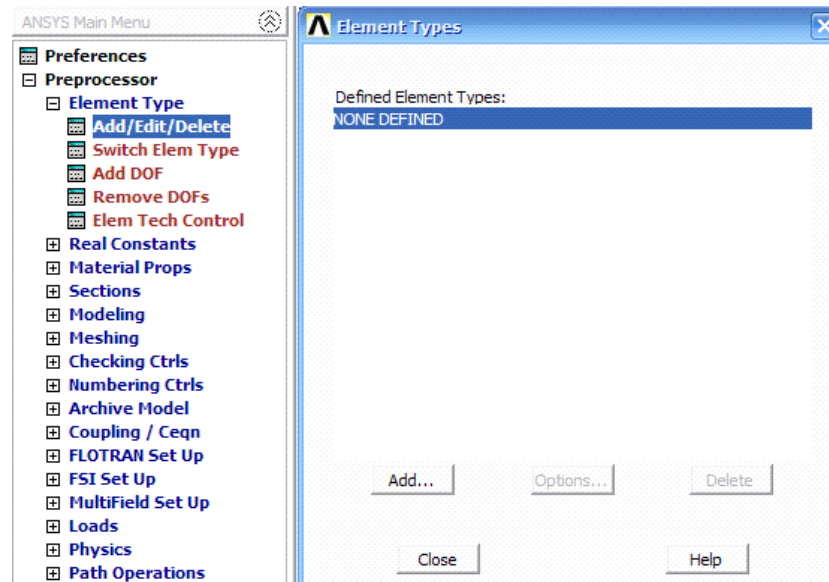 ANSYS Main Menu
Preferences
Preprocessor
Element Type
Add/Edit/Delete
Switch Elem Type
Add DOF
Remove DOFs
Elem Tech Control
Real Constants
Material Props
Sections
Modeling
Meshing
Checking Ctrls
Numbering Ctrls
Archive Model
Coupling / Ceqn
FLOTRAN Set Up
FSI Set Up
MultiField Set Up
Loads
Physics
Path Operations
Element Types
Defined Element Types:
NONE DEFINED
Add... Options... Delete
Close Help